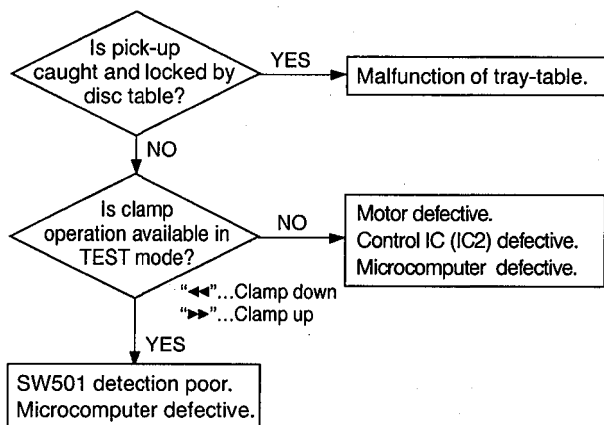 Is pick-up
caught and locked by
disc table?
YES
Malfunction of tray-table.
NO
Is clamp
operation available in
TEST mode?
NO
Motor defective.
Control IC (IC2) defective.
Microcomputer defective.
“◀◀”...Clamp down
“▶▶”...Clamp up
YES
SW501 detection poor.
Microcomputer defective.